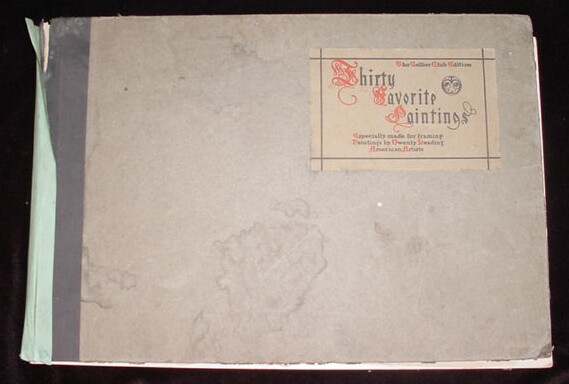 The Collier Club Edition
Thirty
Favorite
Paintings
Especially made for framing
Paintings by Twenty Leading
American Artists